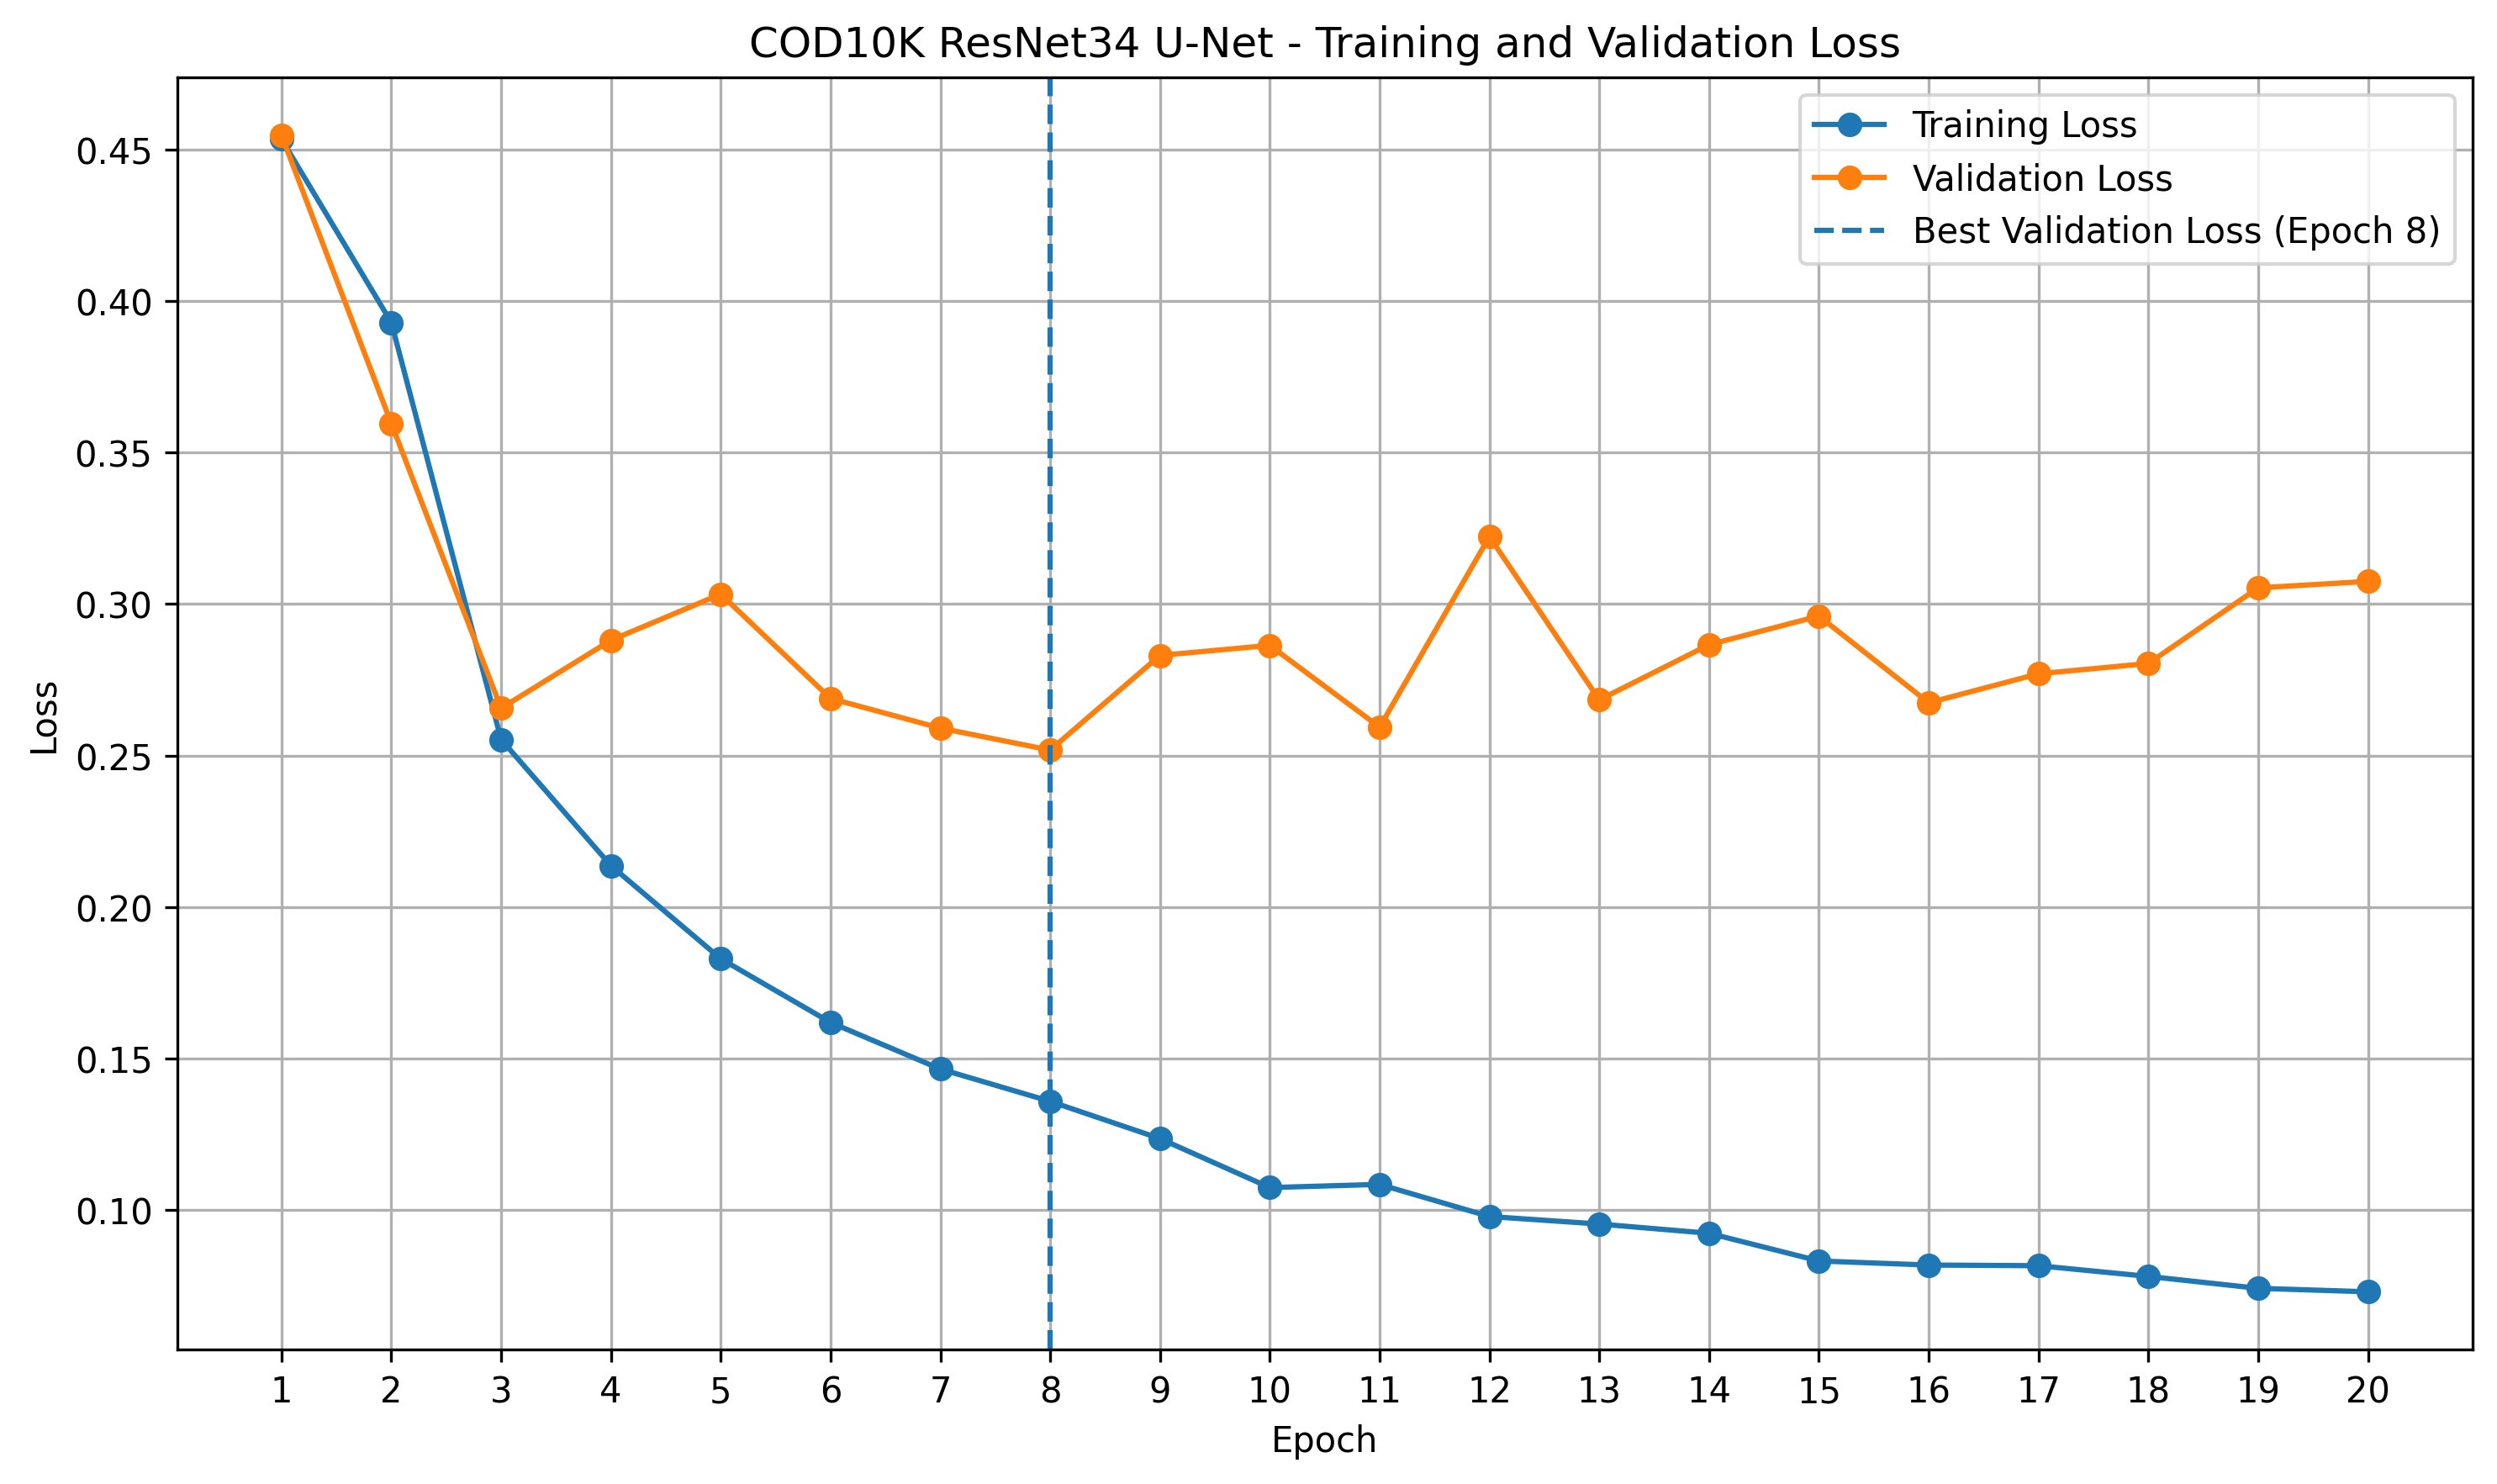 COD10K ResNet34 U-Net - Training and Validation Loss
Training Loss
Validation Loss
Best Validation Loss (Epoch 8)
Loss
0.45
0.40
0.35
0.30
0.25
0.20
0.15
0.10
1 2 3 4 5 6 7 8 9 10 11 12 13 14 15 16 17 18 19 20
Epoch